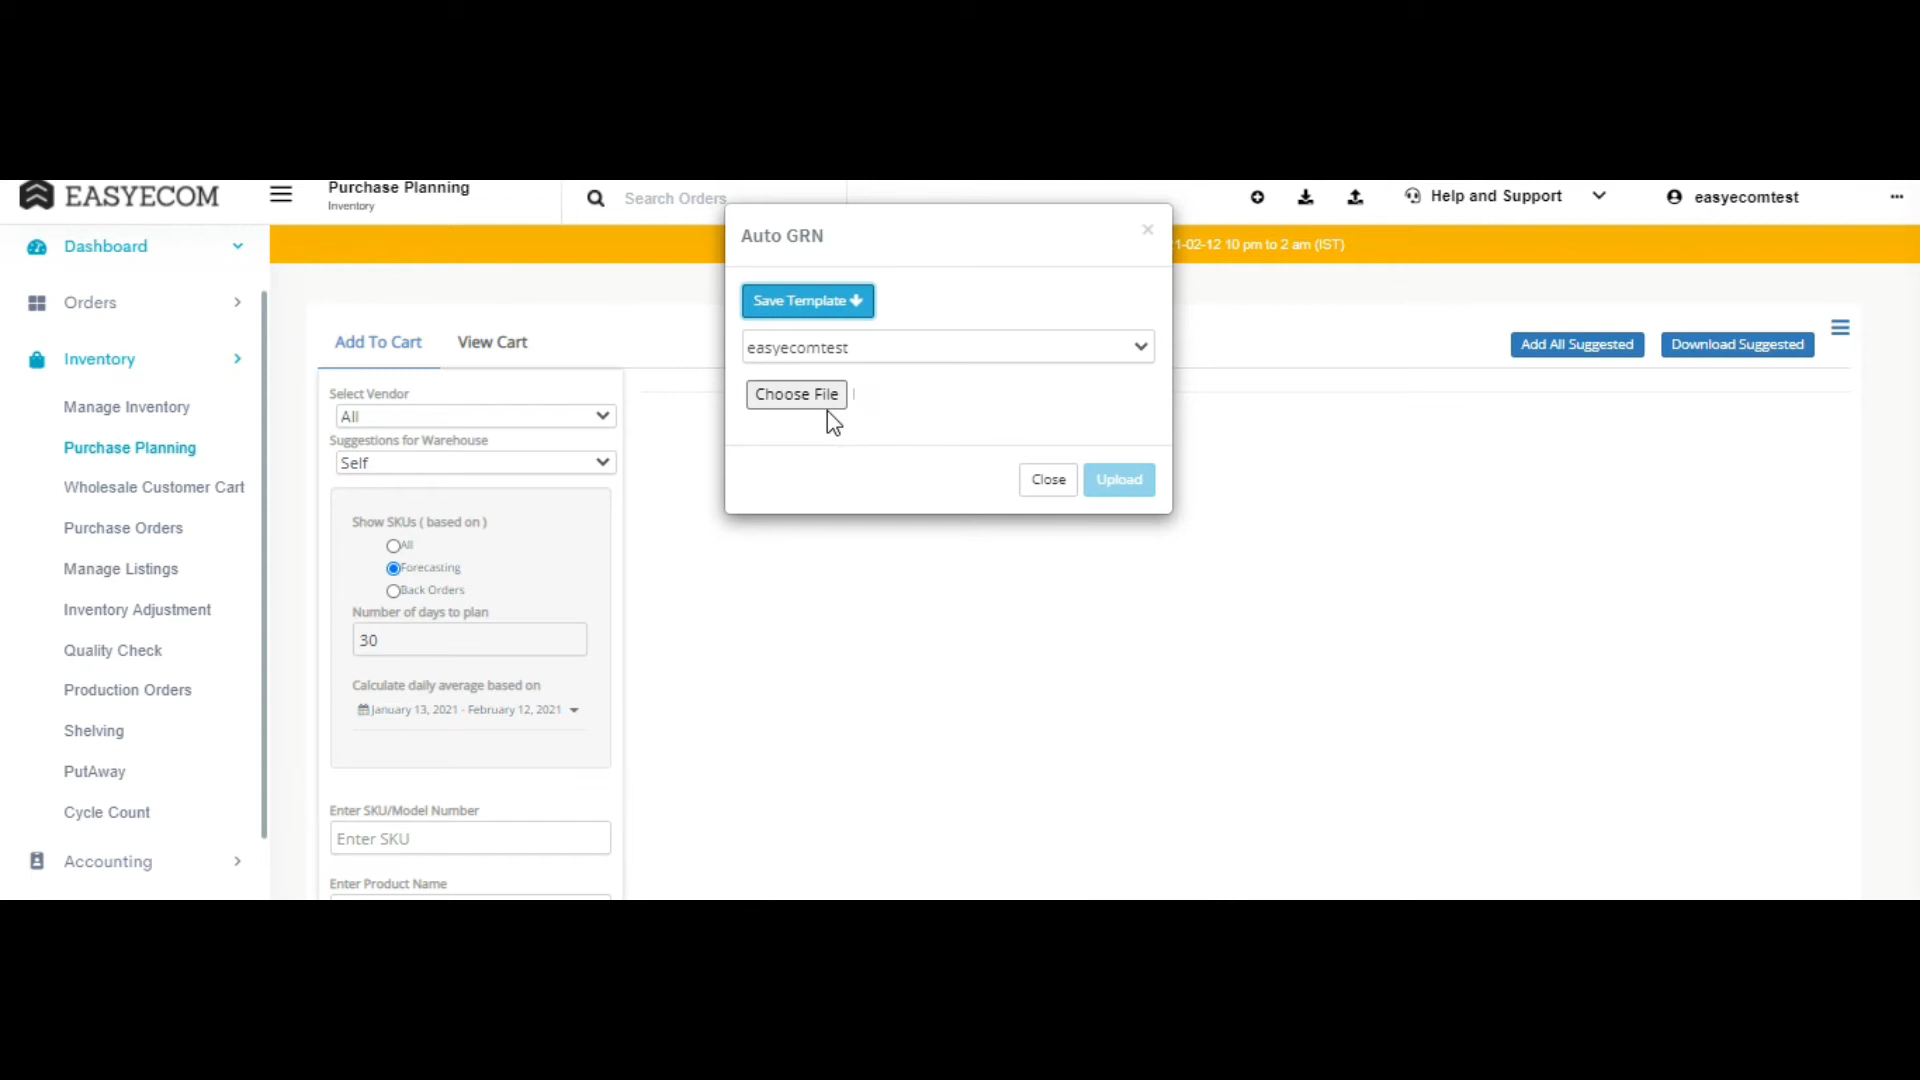 EASYECOM
Purchase Planning
Inventory
Search Orders
Help and Support
easyecomtest
Dashboard
1-02-12 10 pm to 2 am (IST)
Orders
Inventory
Manage Inventory
Purchase Planning
Wholesale Customer Cart
Purchase Orders
Manage Listings
Inventory Adjustment
Quality Check
Production Orders
Shelving
PutAway
Cycle Count
Accounting
Add To Cart
View Cart
Add All Suggested
Download Suggested
Select Vendor
All
Suggestions for Warehouse
Self
Show SKUs ( based on )
All
Forecasting
Back Orders
Number of days to plan
30
Calculate daily average based on
January 13, 2021 - February 12, 2021
Enter SKU/Model Number
Enter SKU
Enter Product Name
Auto GRN
×
Save Template
easyecomtest
Choose File
Close
Upload